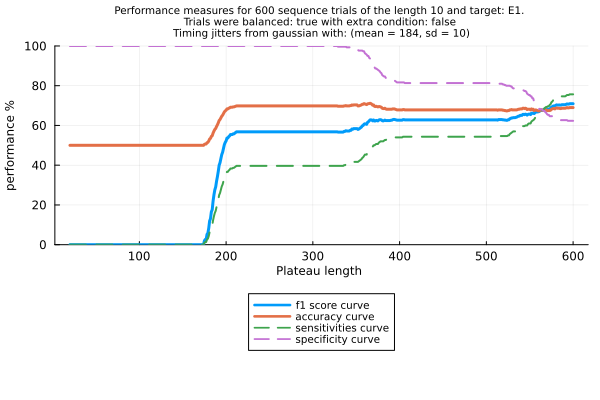 Performance measures for 600 sequence trials of the length 10 and target: E1.
Trials were balanced: true with extra condition: false
Timing jitters from gaussian with: (mean = 184, sd = 10)
100
80
60
40
20
0
performance %
100 200 300 400 500 600
Plateau length
f1 score curve
accuracy curve
sensitivities curve
specificity curve